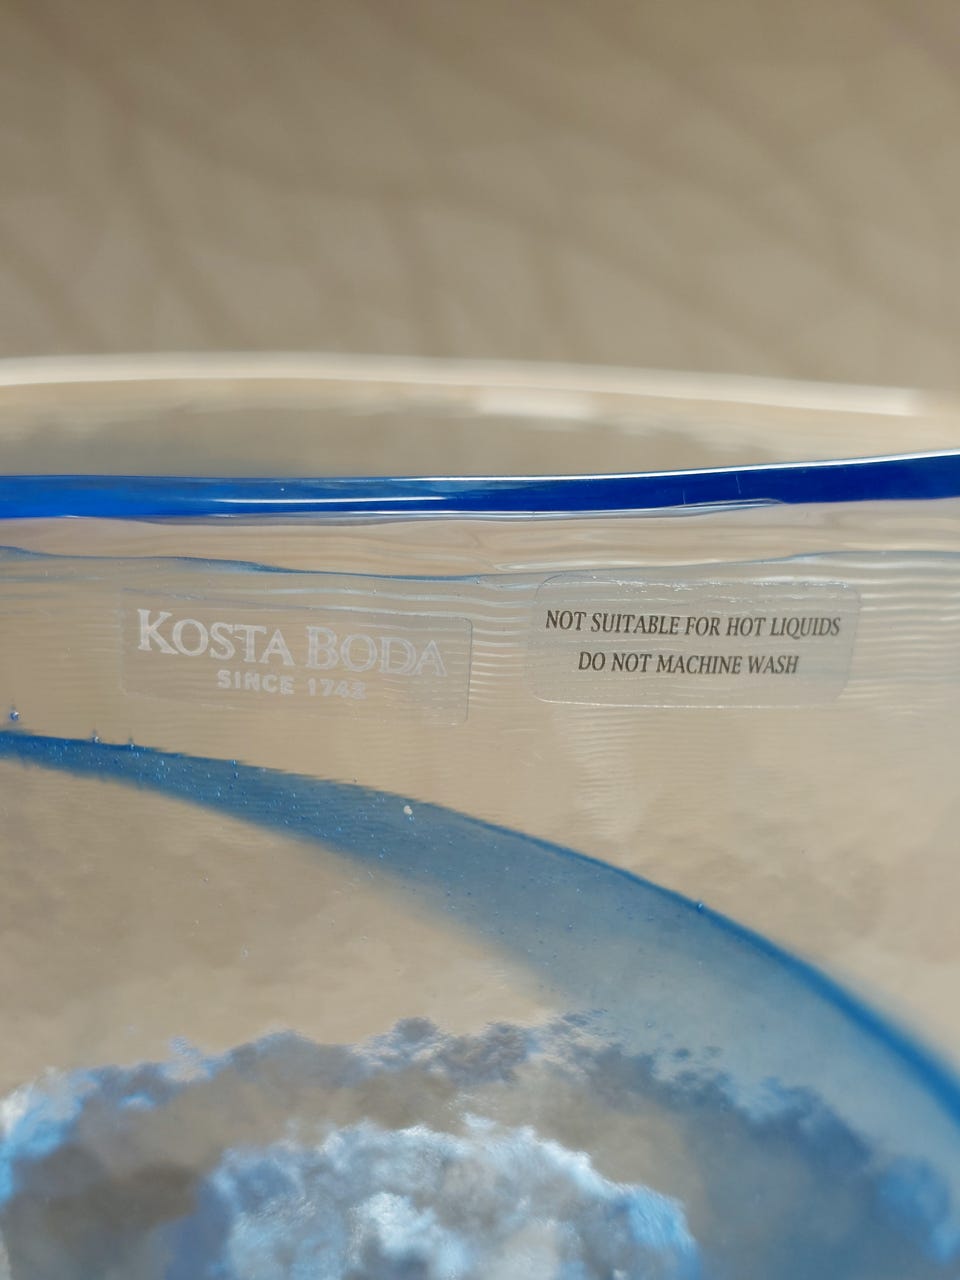 KOSTA BODA
SINCE 1742
NOT SUITABLE FOR HOT LIQUIDS
DO NOT MACHINE WASH